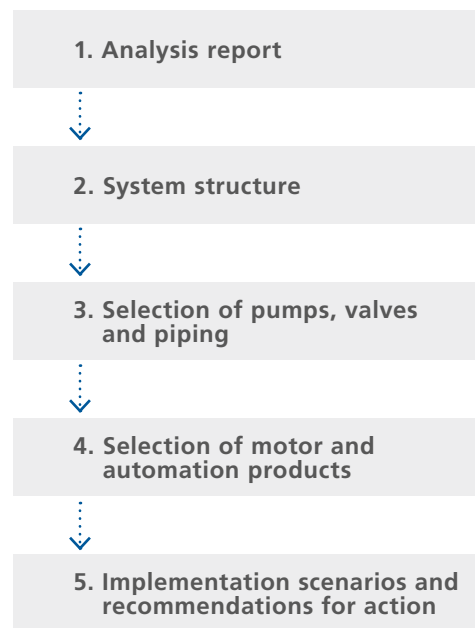 1. Analysis report
2. System structure
3. Selection of pumps, valves
and piping
4. Selection of motor and
automation products
5. Implementation scenarios and
recommendations for action